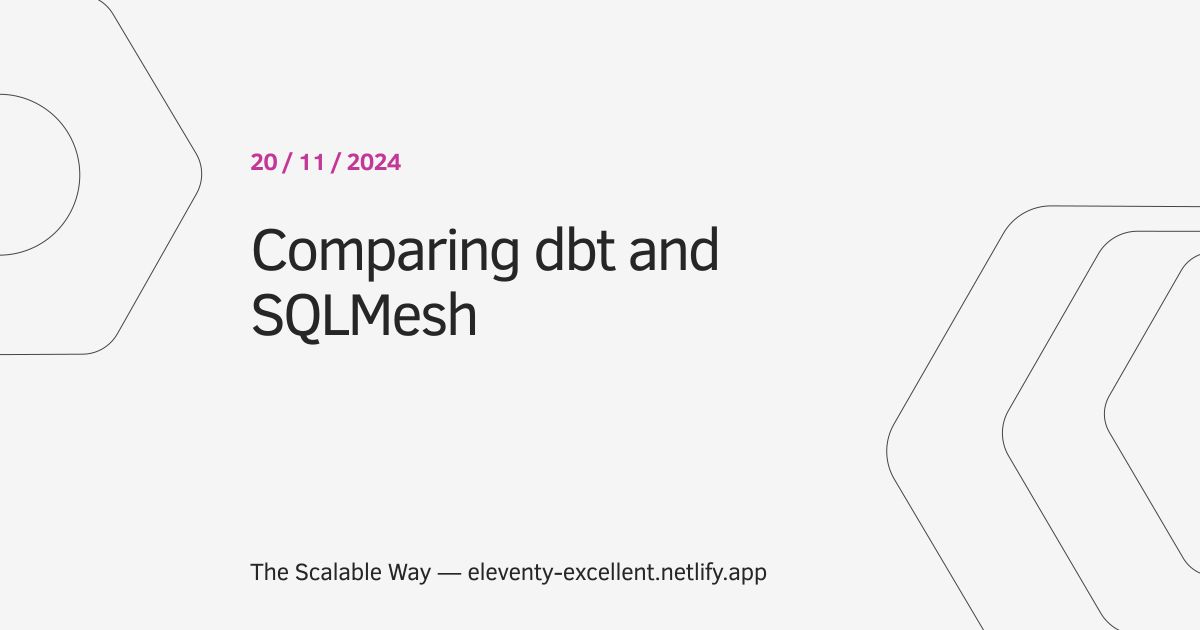 20 / 11 / 2024
Comparing dbt and
SQLMesh
The Scalable Way — eleventy-excellent.netlify.app